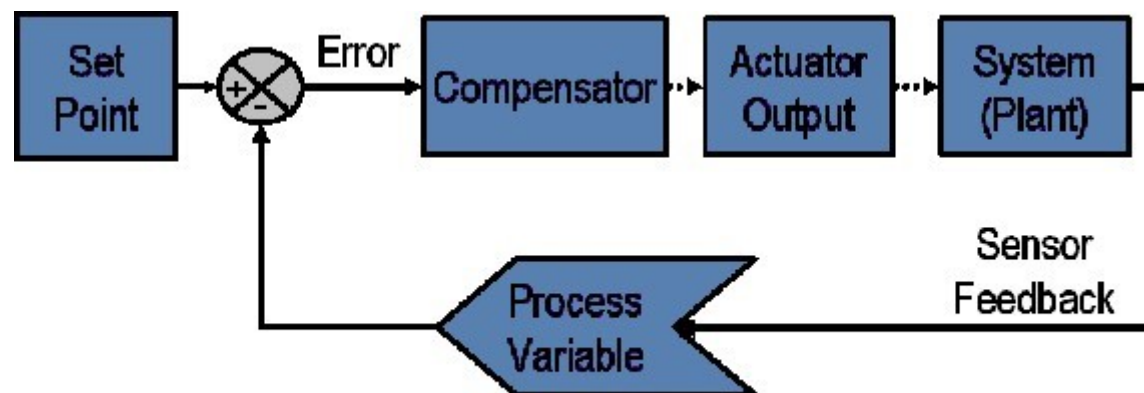 Set
Point
+
-
Error
Compensator
Actuator
Output
System
(Plant)
Sensor
Feedback
Process
Variable